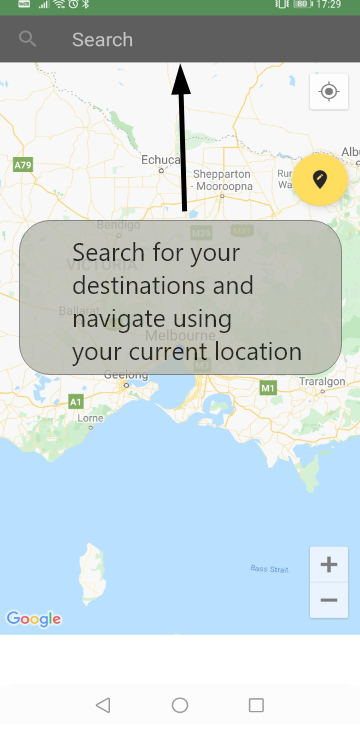 17:29
Search
A79
Echuca
Shepparton
- Mooroopna
Bendigo
M39
VICTORIA
Search for your
destinations and
navigate using
your current location
Ballarat
Melbourne
Geelong
M1
Traralgon
A1
Lorne
Bass Strait
Google